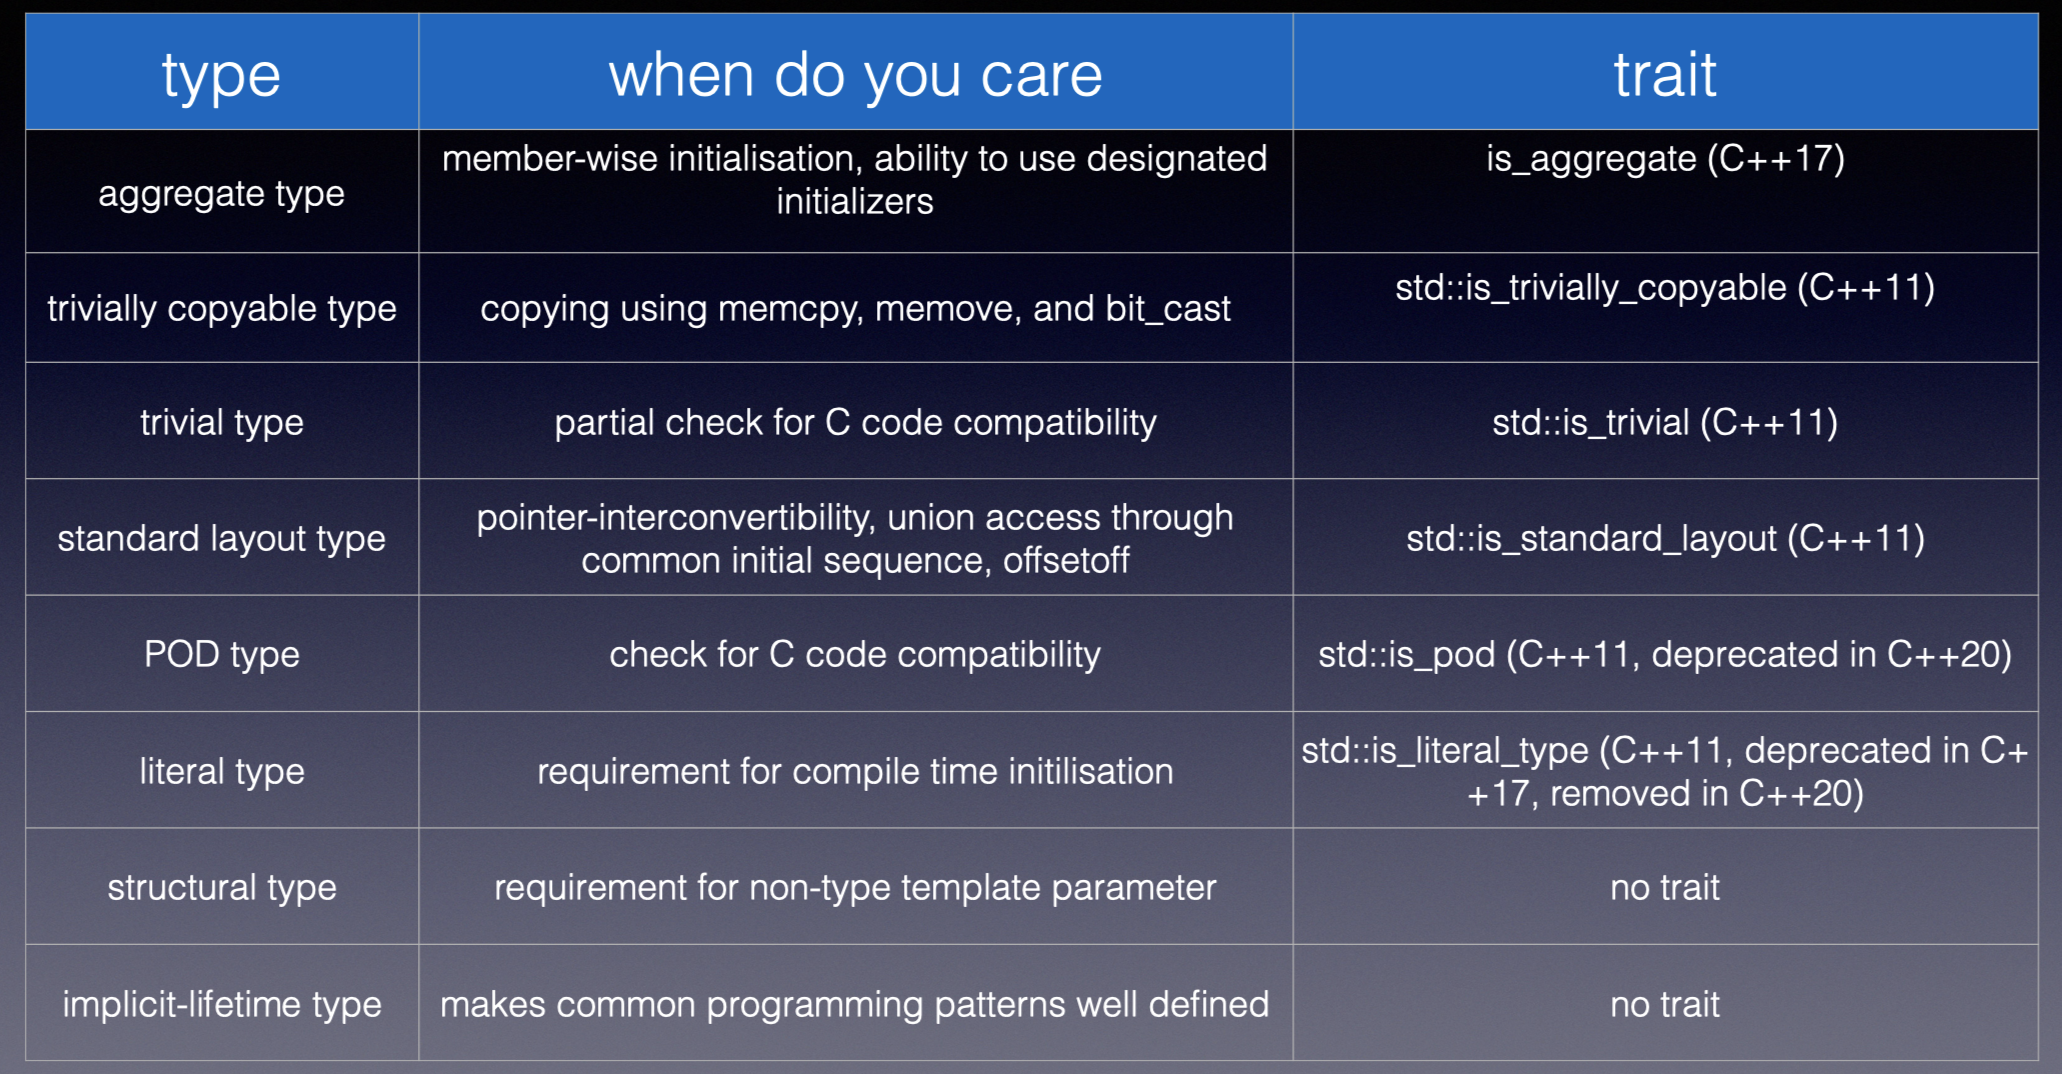 type
when do you care
trait
aggregate type
member-wise initialisation, ability to use designated
initializers
is_aggregate (C++17)
trivially copyable type
copying using memcpy, memove, and bit_cast
std::is_trivially_copyable (C++11)
trivial type
partial check for C code compatibility
std::is_trivial (C++11)
standard layout type
pointer-interconvertibility, union access through
common initial sequence, offsetoff
std::is_standard_layout (C++11)
POD type
check for C code compatibility
std::is_pod (C++11, deprecated in C++20)
literal type
requirement for compile time initilisation
std::is_literal_type (C++11, deprecated in C+
+17, removed in C++20)
structural type
requirement for non-type template parameter
no trait
implicit-lifetime type
makes common programming patterns well defined
no trait